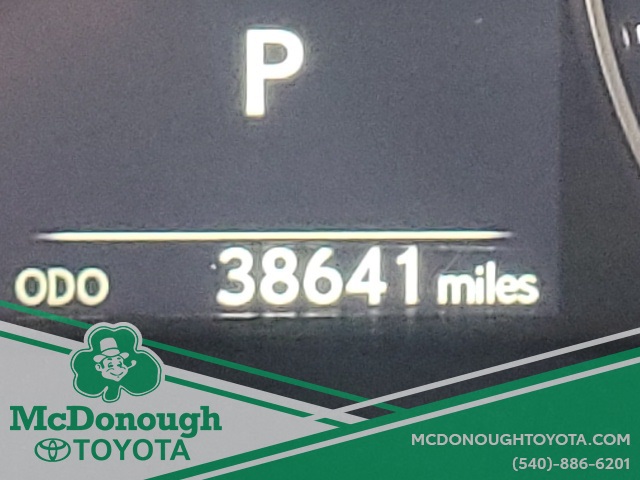 P
ODO 38641 miles
McDonough
TOYOTA
MCDONOUGHTOYOTA.COM
(540)-886-6201